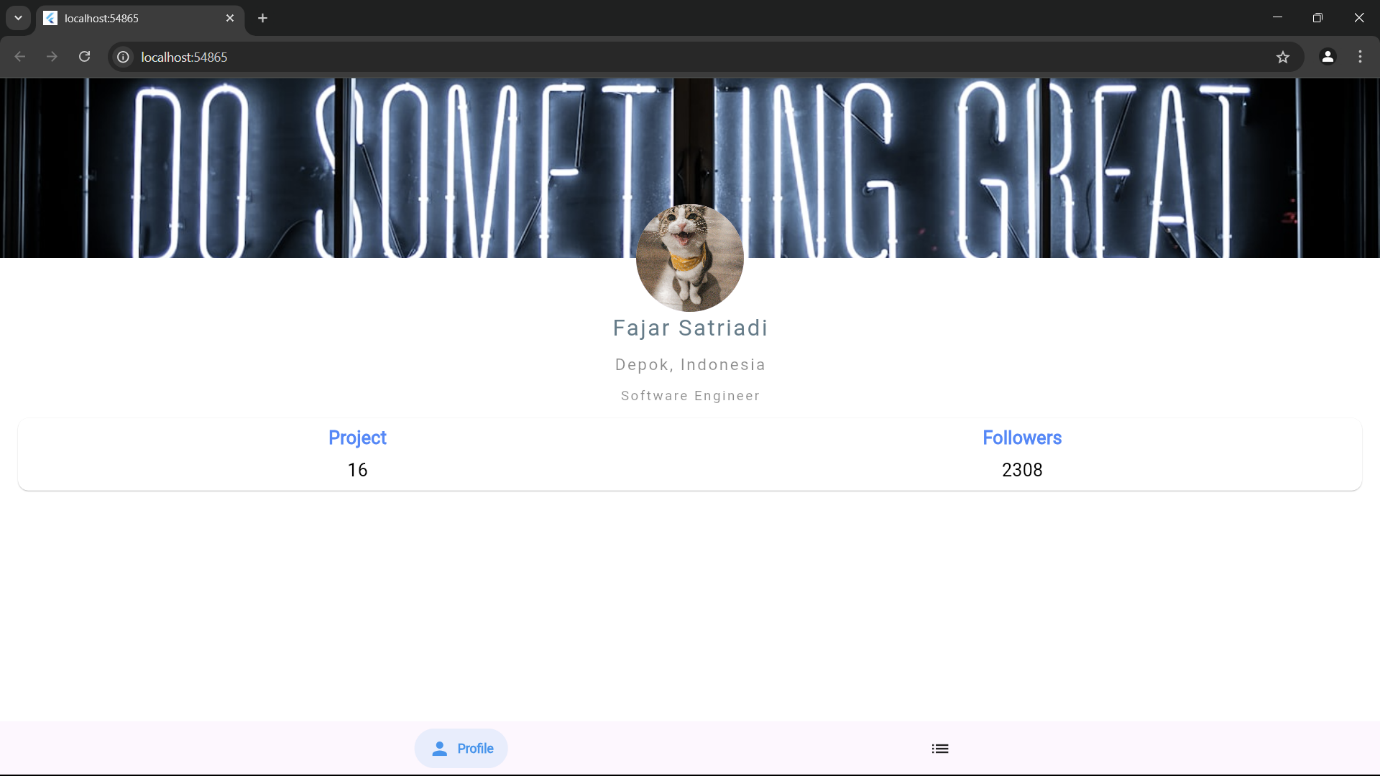 localhost:54865
localhost:54865
DO SOMETHING GREAT
Fajar Satriadi
Depok, Indonesia
Software Engineer
Project
Followers
16
2308
Profile